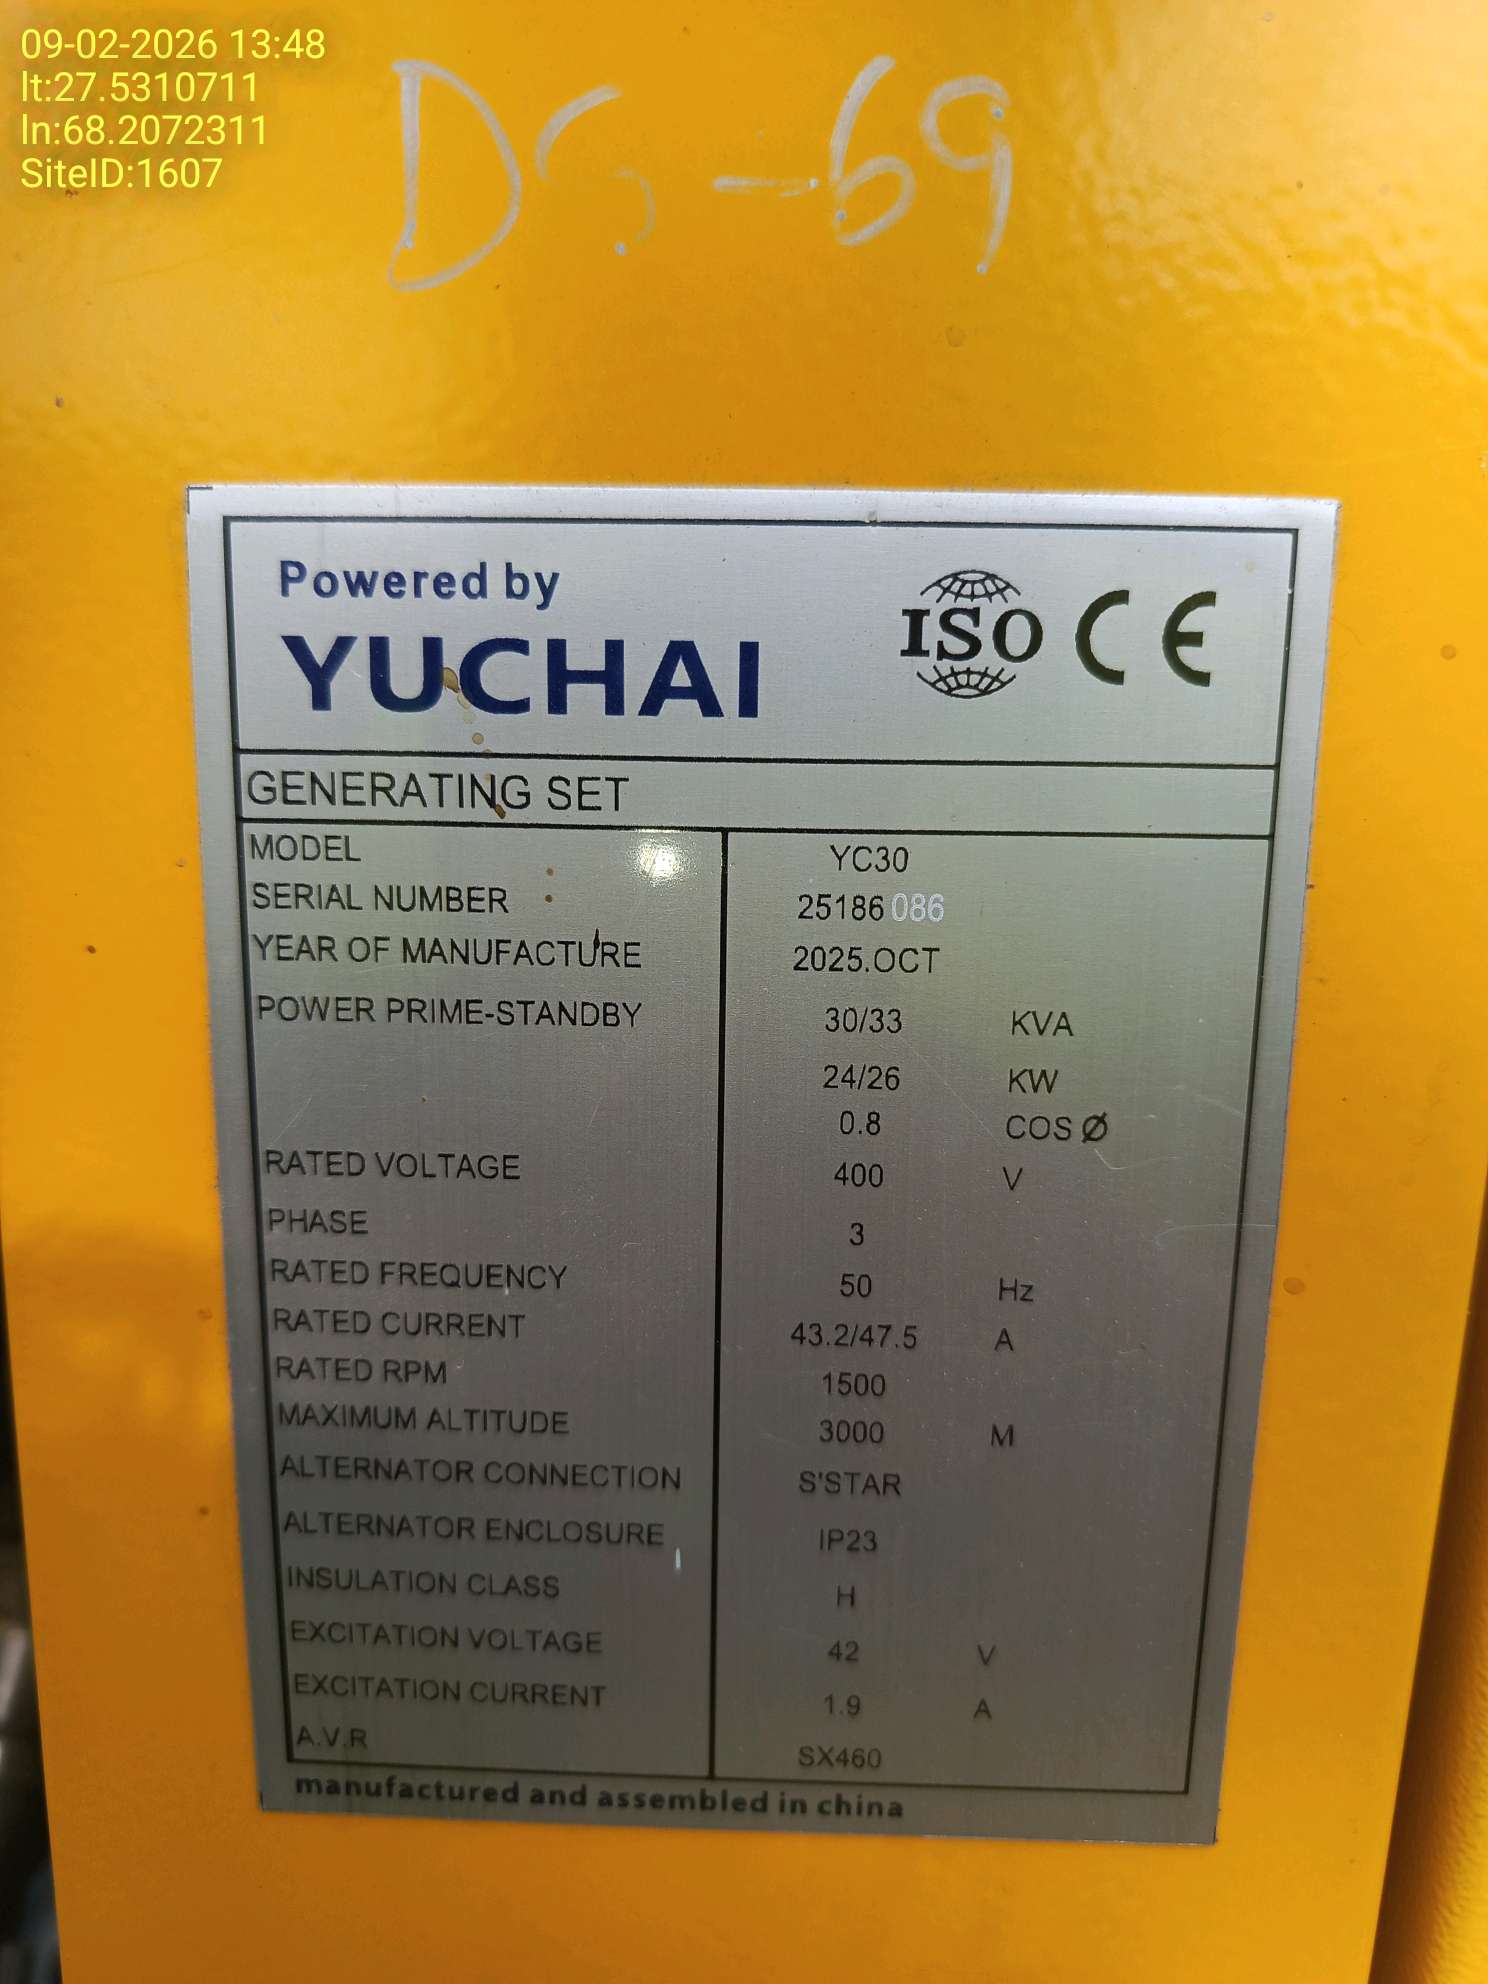 09-02-2026 13:48
lt:27.5310711
ln:68.2072311
SiteID:1607
DS-69
Powered by
YUCHAI
ISO CE
GENERATING SET
MODEL YC30
SERIAL NUMBER 25186 086
YEAR OF MANUFACTURE 2025.OCT
POWER PRIME-STANDBY 30/33 KVA
24/26 KW
0.8 COS Ø
RATED VOLTAGE 400 V
PHASE 3
RATED FREQUENCY 50 Hz
RATED CURRENT 43.2/47.5 A
RATED RPM 1500
MAXIMUM ALTITUDE 3000 M
ALTERNATOR CONNECTION S'STAR
ALTERNATOR ENCLOSURE IP23
INSULATION CLASS H
EXCITATION VOLTAGE 42 V
EXCITATION CURRENT 1.9 A
A.V.R SX460
manufactured and assembled in china